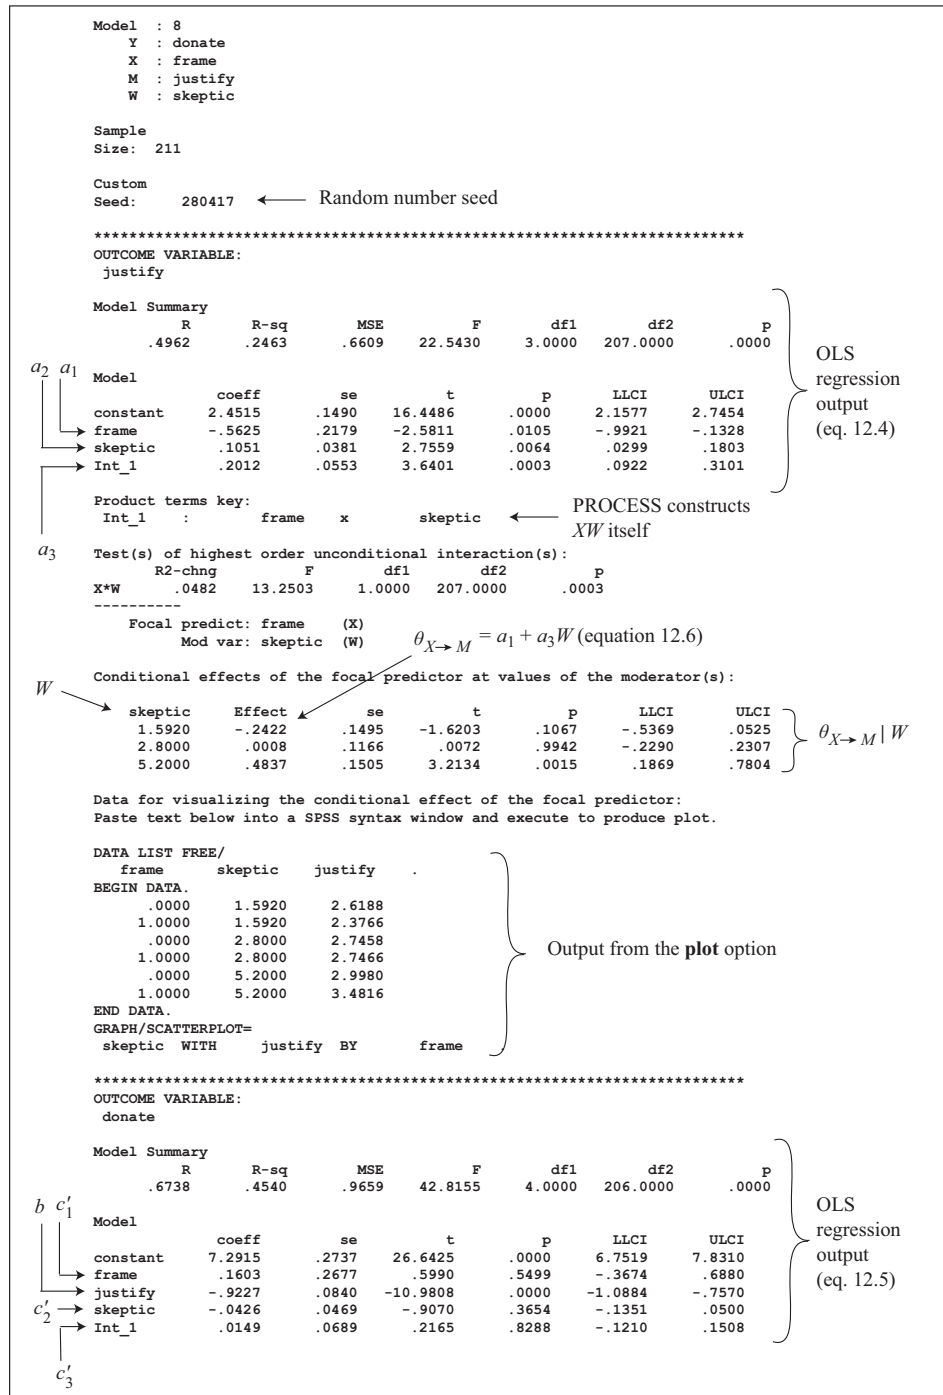 Model : 8
Y : donate
X : frame
M : justify
W : skeptic
Sample
Size: 211
Custom
Seed: 280417
Random number seed
**************************************************************************
OUTCOME VARIABLE:
justify
Model Summary
R R-sq MSE F df1 df2 p
.4962 .2463 .6609 22.5430 3.0000 207.0000 .0000
OLS
regression
output
(eq. 12.4)
a2 a1
Model
coeff se t p LLCI ULCI
constant 2.4515 .1490 16.4486 .0000 2.1577 2.7454
frame -.5625 .2179 -2.5811 .0105 -.9921 -.1328
skeptic .1051 .0381 2.7559 .0064 .0299 .1803
Int_1 .2012 .0553 3.6401 .0003 .0922 .3101
Product terms key:
Int_1 : frame x skeptic
PROCESS constructs
XW itself
a3
Test(s) of highest order unconditional interaction(s):
R2-chng F df1 df2 p
X*W .0482 13.2503 1.0000 207.0000 .0003
----------
Focal predict: frame (X)
Mod var: skeptic (W)
θX→M = a1 + a3W (equation 12.6)
Conditional effects of the focal predictor at values of the moderator(s):
W
skeptic Effect se t p LLCI ULCI
1.5920 -.2422 .1495 -1.6203 .1067 -.5369 .0525
2.8000 .0008 .1166 .0072 .9942 -.2290 .2307
5.2000 .4837 .1505 3.2134 .0015 .1869 .7804
θX→M | W
Data for visualizing the conditional effect of the focal predictor:
Paste text below into a SPSS syntax window and execute to produce plot.
DATA LIST FREE/
frame skeptic justify .
BEGIN DATA.
.0000 1.5920 2.6188
1.0000 1.5920 2.3766
.0000 2.8000 2.7458
1.0000 2.8000 2.7466
.0000 5.2000 2.9980
1.0000 5.2000 3.4816
END DATA.
GRAPH/SCATTERPLOT=
skeptic WITH justify BY frame .
Output from the plot option
**************************************************************************
OUTCOME VARIABLE:
donate
Model Summary
R R-sq MSE F df1 df2 p
.6738 .4540 .9659 42.8155 4.0000 206.0000 .0000
OLS
regression
output
(eq. 12.5)
b c′1
Model
coeff se t p LLCI ULCI
constant 7.2915 .2737 26.6425 .0000 6.7519 7.8310
frame .1603 .2677 .5990 .5499 -.3674 .6880
justify -.9227 .0840 -10.9808 .0000 -1.0884 -.7570
c′2 skeptic -.0426 .0469 -.9070 .3654 -.1351 .0500
Int_1 .0149 .0689 .2165 .8288 -.1210 .1508
c′3